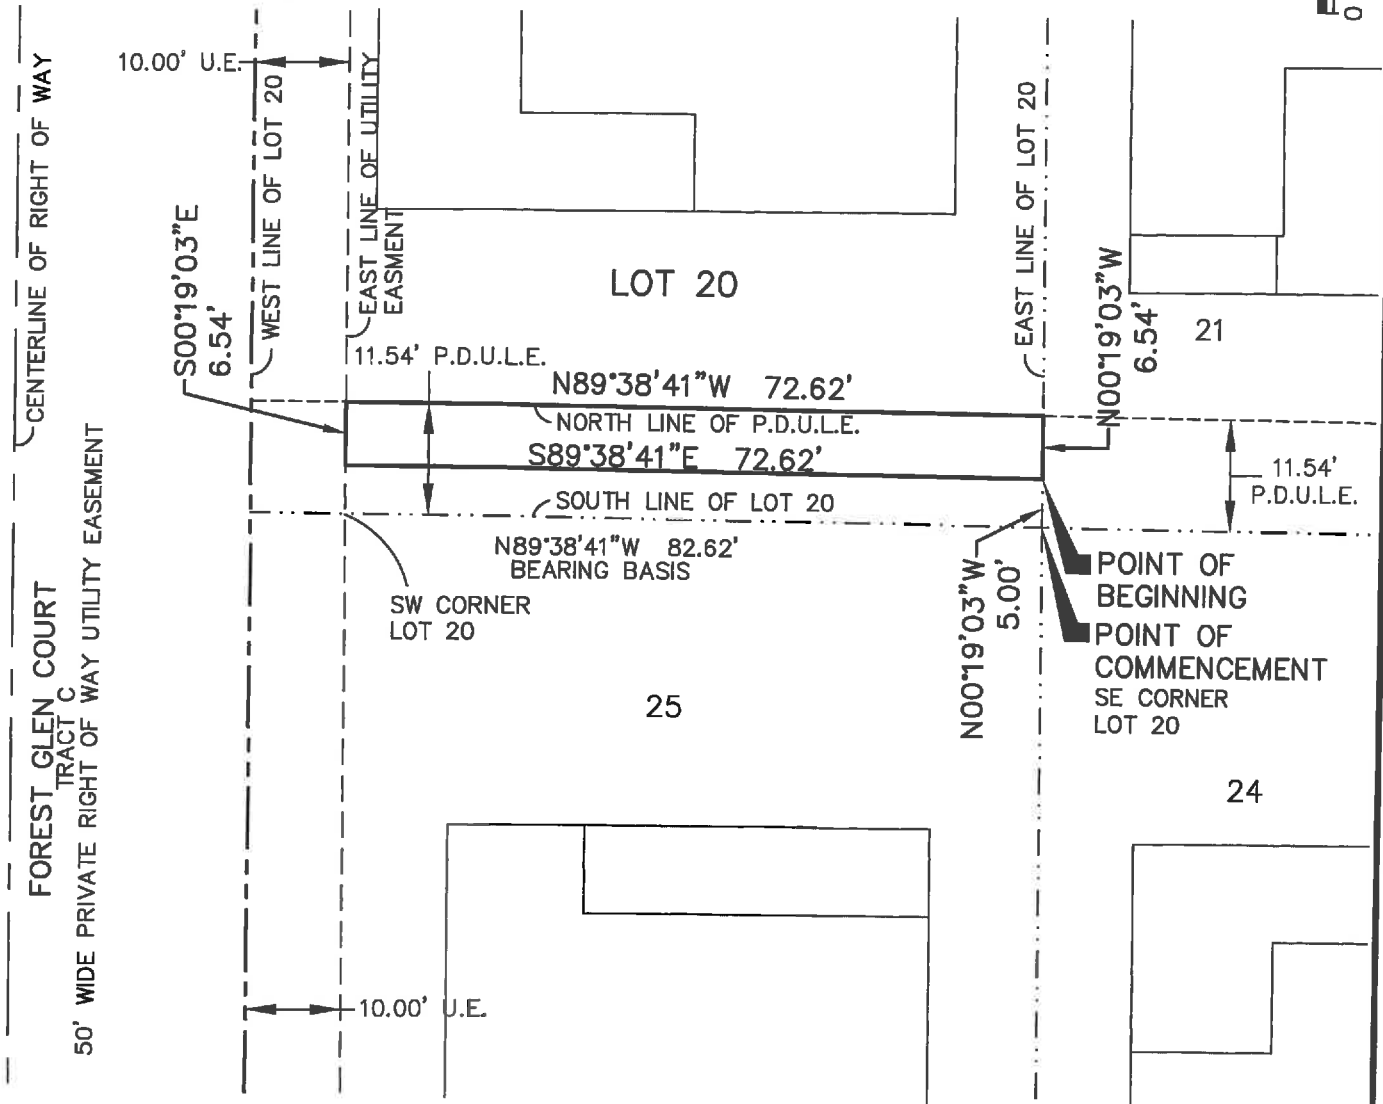 10.00' U.E.
CENTERLINE OF RIGHT OF WAY
WEST LINE OF LOT 20
EAST LINE OF UTILITY
EASMENT
EAST LINE OF LOT 20
S00°19'03"E
6.54'
LOT 20
N00°19'03"W
6.54'
21
11.54' P.D.U.L.E.
N89°38'41"W 72.62'
NORTH LINE OF P.D.U.L.E.
S89°38'41"E 72.62'
11.54'
P.D.U.L.E.
SOUTH LINE OF LOT 20
N89°38'41"W 82.62'
BEARING BASIS
SW CORNER
LOT 20
N00°19'03"W
5.00'
POINT OF
BEGINNING
POINT OF
COMMENCEMENT
SE CORNER
LOT 20
FOREST GLEN COURT
TRACT C
50' WIDE PRIVATE RIGHT OF WAY UTILITY EASEMENT
25
24
10.00' U.E.